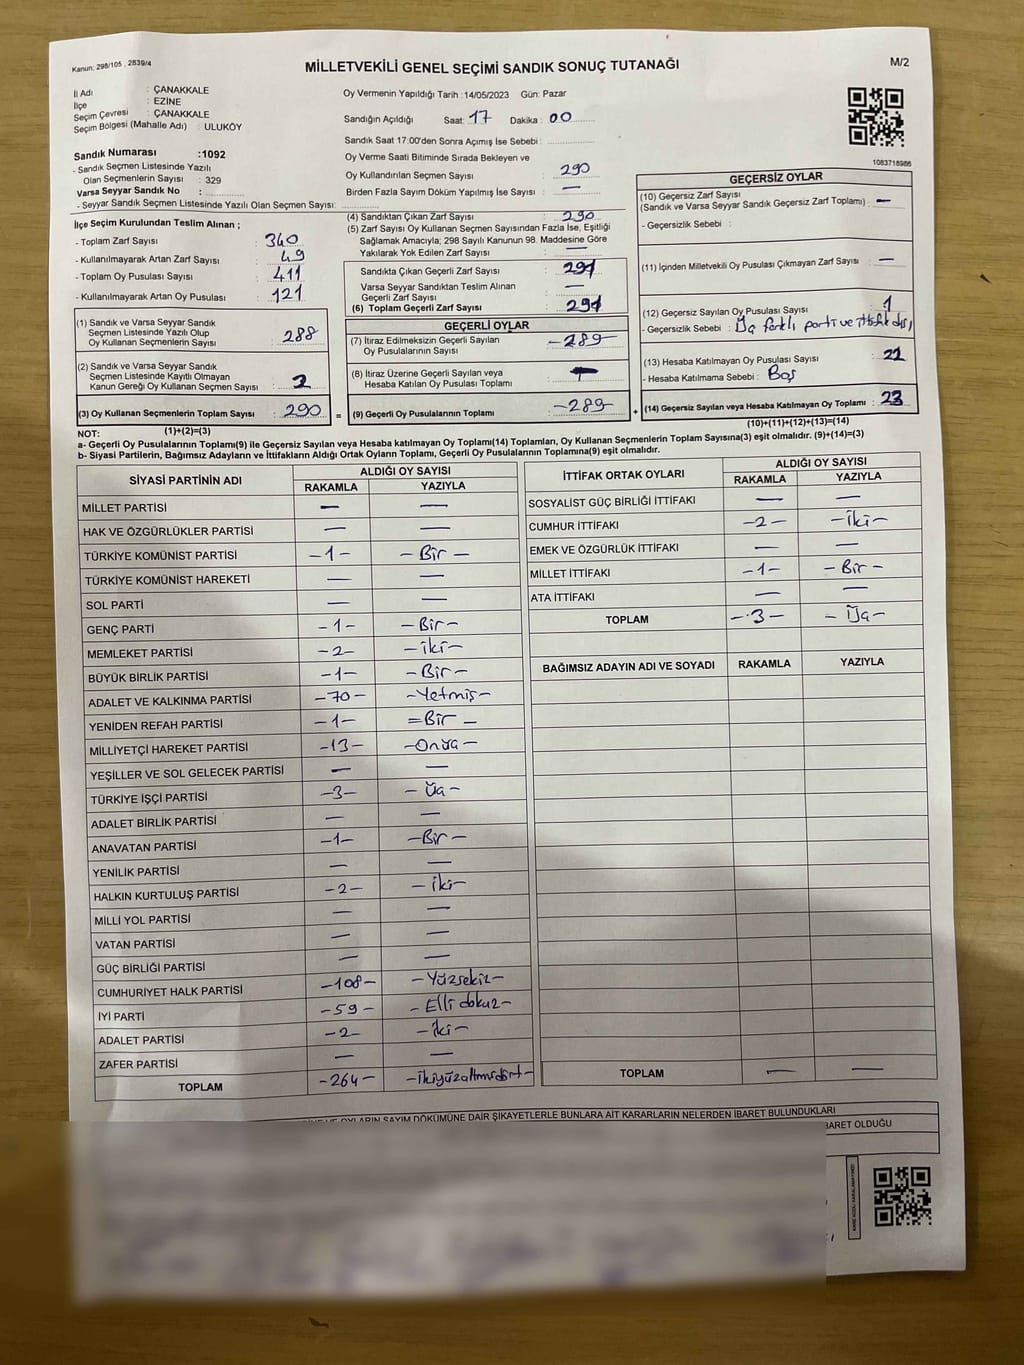 Kanun: 298/105 , 2839/4
MİLLETVEKİLİ GENEL SEÇİMİ SANDIK SONUÇ TUTANAĞI
M/2
İl Adı : ÇANAKKALE
İlçe : EZİNE
Seçim Çevresi : ÇANAKKALE
Seçim Bölgesi (Mahalle Adı) : ULUKÖY
Oy Vermenin Yapıldığı Tarih : 14/05/2023 Gün: Pazar
Sandığın Açıldığı Saat: 17 Dakika : 00
Sandık Saat 17:00'den Sonra Açımış İse Sebebi :
Oy Verme Saati Bitiminde Sırada Bekleyen ve
Oy Kullandırılan Seçmen Sayısı : 290
Birden Fazla Sayım Döküm Yapılmış İse Sayısı : —
1083718986
Sandık Numarası :1092
- Sandık Seçmen Listesinde Yazılı
Olan Seçmenlerin Sayısı : 329
Varsa Seyyar Sandık No :
- Seyyar Sandık Seçmen Listesinde Yazılı Olan Seçmen Sayısı:
İlçe Seçim Kurulundan Teslim Alınan ;
- Toplam Zarf Sayısı : 340
- Kullanılmayarak Artan Zarf Sayısı : 49
- Toplam Oy Pusulası Sayısı : 411
- Kullanılmayarak Artan Oy Pusulası : 121
(1) Sandık ve Varsa Seyyar Sandık
Seçmen Listesinde Yazılı Olup
Oy Kullanan Seçmenlerin Sayısı : 288
(2) Sandık ve Varsa Seyyar Sandık
Seçmen Listesinde Kayıtlı Olmayan
Kanun Gereği Oy Kullanan Seçmen Sayısı : 2
(3) Oy Kullanan Seçmenlerin Toplam Sayısı : 290 =
(1)+(2)=(3)
(4) Sandıktan Çıkan Zarf Sayısı : 290
(5) Zarf Sayısı Oy Kullanan Seçmen Sayısından Fazla İse, Eşitliği
Sağlamak Amacıyla; 298 Sayılı Kanunun 98. Maddesine Göre
Yakılarak Yok Edilen Zarf Sayısı : —
Sandıkta Çıkan Geçerli Zarf Sayısı : 291
Varsa Seyyar Sandıktan Teslim Alınan
Geçerli Zarf Sayısı : —
(6) Toplam Geçerli Zarf Sayısı : 291
GEÇERLİ OYLAR
(7) İtiraz Edilmeksizin Geçerli Sayılan
Oy Pusulalarının Sayısı : -289-
(8) İtiraz Üzerine Geçerli Sayılan veya
Hesaba Katılan Oy Pusulası Toplamı :
(9) Geçerli Oy Pusulalarının Toplamı : -289- +
GEÇERSİZ OYLAR
(10) Geçersiz Zarf Sayısı
(Sandık ve Varsa Seyyar Sandık Geçersiz Zarf Toplamı) : —
- Geçersizlik Sebebi :
(11) İçinden Milletvekili Oy Pusulası Çıkmayan Zarf Sayısı : —
(12) Geçersiz Sayılan Oy Pusulası Sayısı : 1
- Geçersizlik Sebebi : Üç farklı parti ve ittifak dışı
(13) Hesaba Katılmayan Oy Pusulası Sayısı :
- Hesaba Katılmama Sebebi : Boş
(14) Geçersiz Sayılan veya Hesaba Katılmayan Oy Toplamı : 23
(10)+(11)+(12)+(13)=(14)
NOT:
a- Geçerli Oy Pusulalarının Toplamı(9) ile Geçersiz Sayılan veya Hesaba katılmayan Oy Toplamı(14) Toplamları, Oy Kullanan Seçmenlerin Toplam Sayısına(3) eşit olmalıdır. (9)+(14)=(3)
b- Siyasi Partilerin, Bağımsız Adayların ve İttifakların Aldığı Ortak Oyların Toplamı, Geçerli Oy Pusulalarının Toplamına(9) eşit olmalıdır.
SİYASİ PARTİNİN ADI ALDIĞI OY SAYISI
RAKAMLA YAZIYLA
MİLLET PARTİSİ — —
HAK VE ÖZGÜRLÜKLER PARTİSİ — —
TÜRKİYE KOMÜNİST PARTİSİ -1- -Bir-
TÜRKİYE KOMÜNİST HAREKETİ — —
SOL PARTİ — —
GENÇ PARTİ -1- -Bir-
MEMLEKET PARTİSİ -2- -iki-
BÜYÜK BİRLİK PARTİSİ -1- -Bir-
ADALET VE KALKINMA PARTİSİ -70- -Yetmiş-
YENİDEN REFAH PARTİSİ -1- =Bir-
MİLLİYETÇİ HAREKET PARTİSİ -13- -Onüç-
YEŞİLLER VE SOL GELECEK PARTİSİ — —
TÜRKİYE İŞÇİ PARTİSİ -3- -Üç-
ADALET BİRLİK PARTİSİ — —
ANAVATAN PARTİSİ -1- -Bir-
YENİLİK PARTİSİ — —
HALKIN KURTULUŞ PARTİSİ -2- -iki-
MİLLİ YOL PARTİSİ — —
VATAN PARTİSİ — —
GÜÇ BİRLİĞİ PARTİSİ — —
CUMHURİYET HALK PARTİSİ -108- -Yüzsekiz-
İYİ PARTİ -59- -Elli dokuz-
ADALET PARTİSİ -2- -iki-
ZAFER PARTİSİ — —
TOPLAM -264- -ikiyüzaltmışdört-
İTTİFAK ORTAK OYLARI ALDIĞI OY SAYISI
RAKAMLA YAZIYLA
SOSYALİST GÜÇ BİRLİĞİ İTTİFAKI — —
CUMHUR İTTİFAKI -2- -iki-
EMEK VE ÖZGÜRLÜK İTTİFAKI — —
MİLLET İTTİFAKI -1- -Bir-
ATA İTTİFAKI — —
TOPLAM -3- -Üç-
BAĞIMSIZ ADAYIN ADI VE SOYADI RAKAMLA YAZIYLA
TOPLAM — —
OYLARIN SAYIM DÖKÜMÜNE DAİR ŞİKAYETLERLE BUNLARA AİT KARARLARIN NELERDEN İBARET BULUNDUKLARI
OLDUĞU